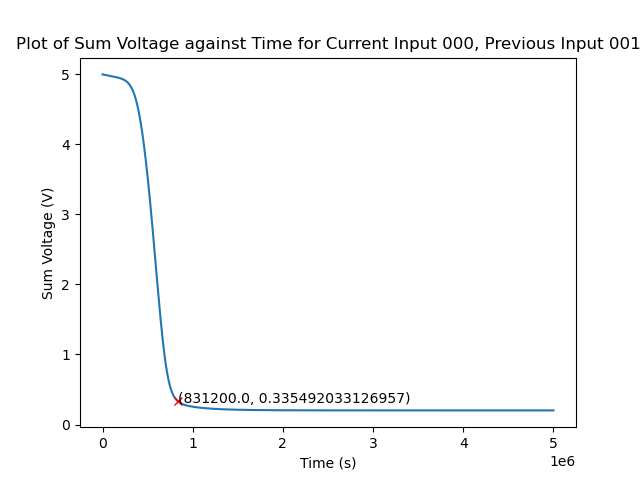 Plot of Sum Voltage against Time for Current Input 000, Previous Input 001
Sum Voltage (V)
5
4
3
2
1
0
(831200.0, 0.335492033126957)
0 1 2 3 4 5
1e6
Time (s)